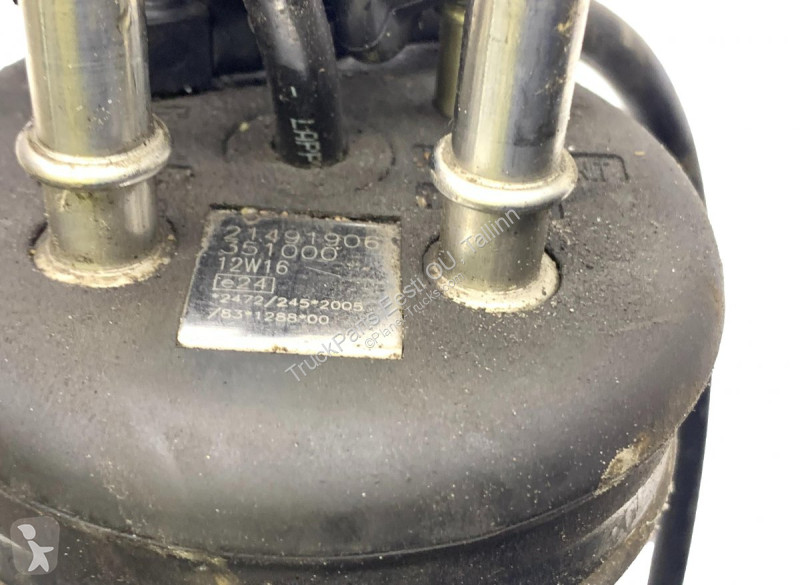 LAPP
21491906
351000
12W16
e24
*2472/245*2005
/83*1288*00
TruckParts Eesti OÜ, Tallinn